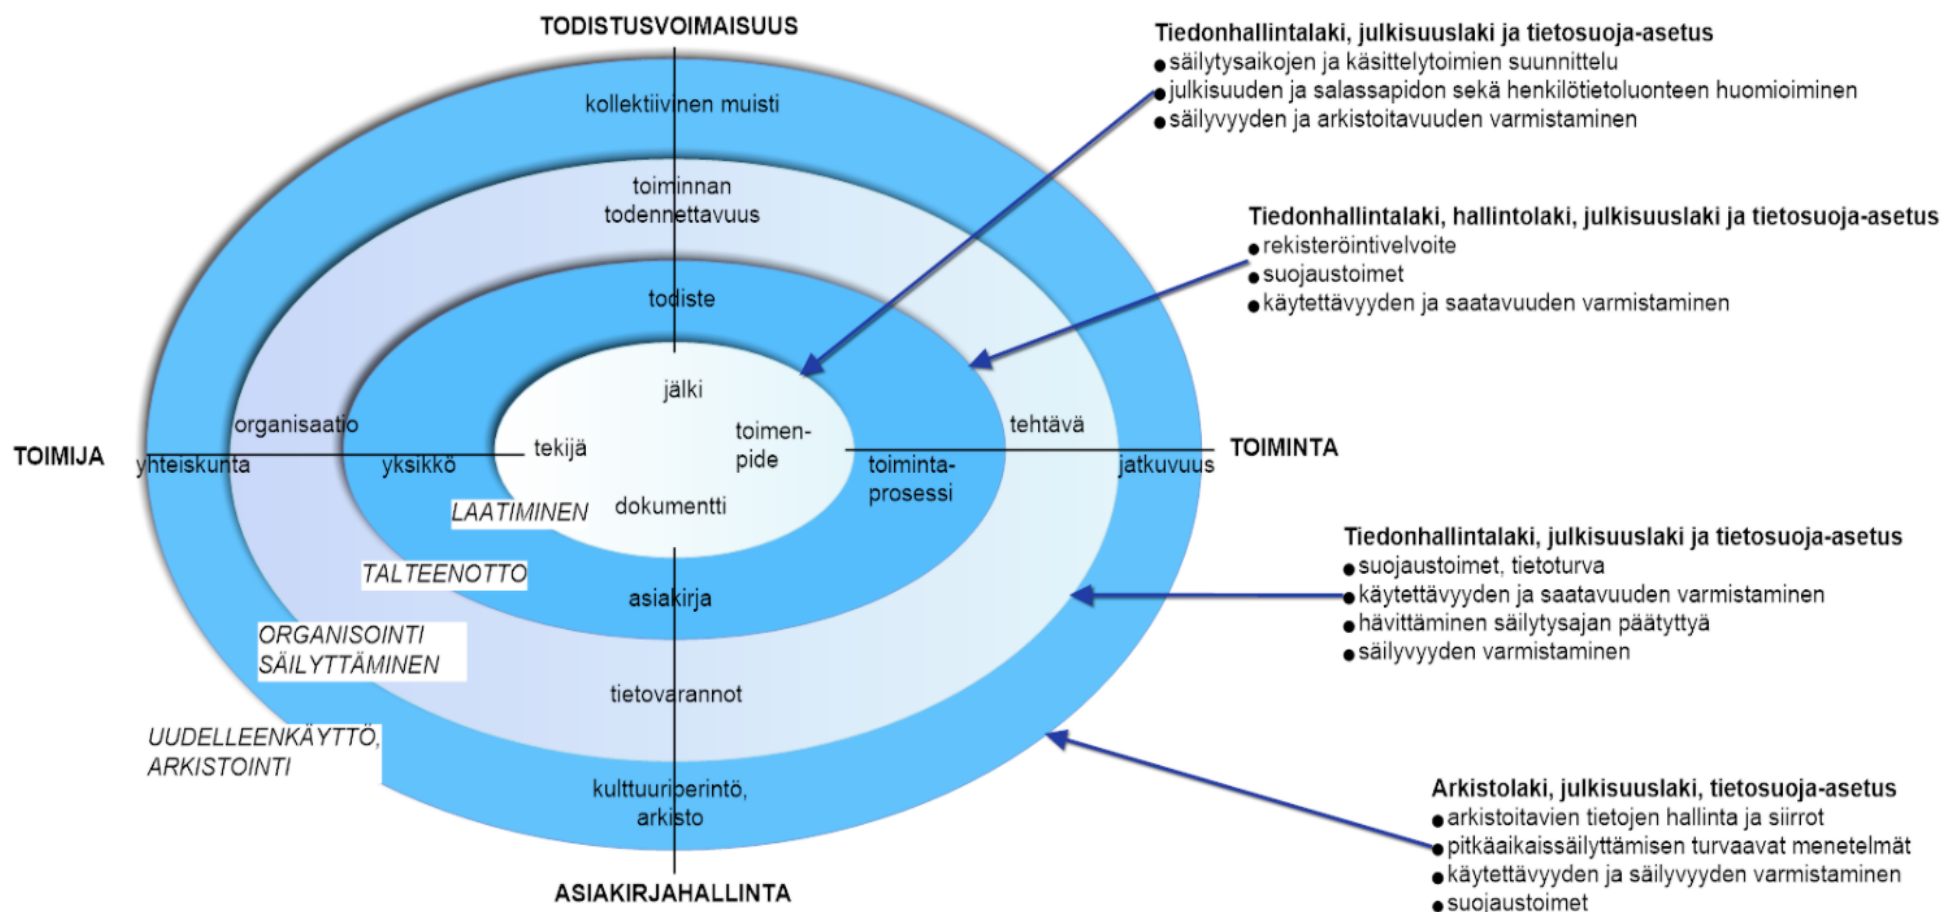 TODISTUSVOIMAISUUS
kollektiivinen muisti
toiminnan
todennettavuus
todiste
jälki
organisaatio
tekijä
toimen-
pide
tehtävä
TOIMIJA
yhteiskunta
yksikkö
toiminta-
prosessi
jatkuvuus
TOIMINTA
LAATIMINEN
dokumentti
TALTEENOTTO
asiakirja
ORGANISOINTI
SÄILYTTÄMINEN
tietovarannot
UUDELLEENKÄYTTÖ,
ARKISTOINTI
kulttuuriperintö,
arkisto
ASIAKIRJAHALLINTA
Tiedonhallintalaki, julkisuuslaki ja tietosuoja-asetus
● säilytysaikojen ja käsittelytoimien suunnittelu
● julkisuuden ja salassapidon sekä henkilötietoluonteen huomioiminen
● säilyvyyden ja arkistoitavuuden varmistaminen
Tiedonhallintalaki, hallintolaki, julkisuuslaki ja tietosuoja-asetus
● rekisteröintivelvoite
● suojaustoimet
● käytettävyyden ja saatavuuden varmistaminen
Tiedonhallintalaki, julkisuuslaki ja tietosuoja-asetus
● suojaustoimet, tietoturva
● käytettävyyden ja saatavuuden varmistaminen
● hävittäminen säilytysajan päätyttyä
● säilyvyyden varmistaminen
Arkistolaki, julkisuuslaki, tietosuoja-asetus
● arkistoitavien tietojen hallinta ja siirrot
● pitkäaikaissäilyttämisen turvaavat menetelmät
● käytettävyyden ja säilyvyyden varmistaminen
● suojaustoimet